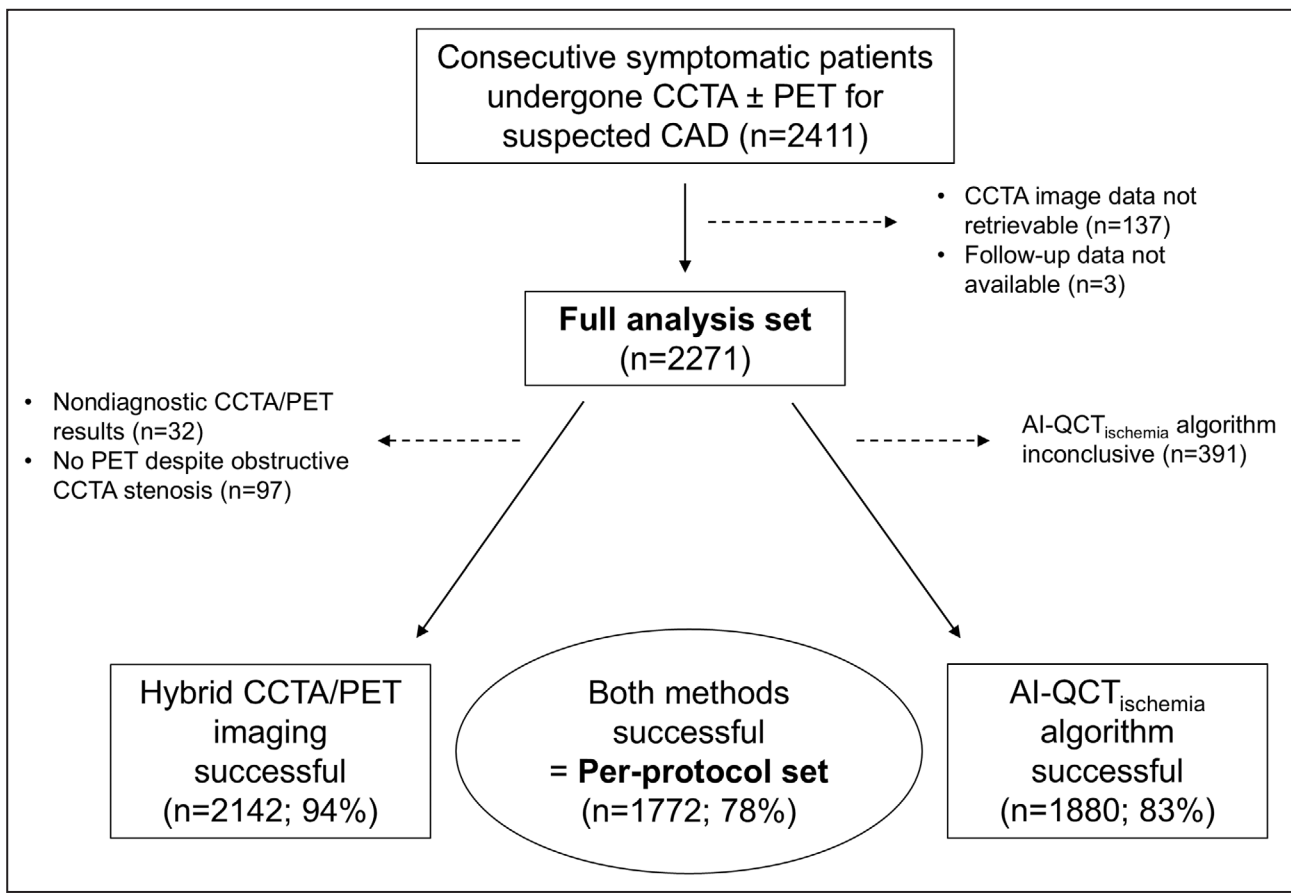 Consecutive symptomatic patients
undergone CCTA ± PET for
suspected CAD (n=2411)
• CCTA image data not
retrievable (n=137)
• Follow-up data not
available (n=3)
Full analysis set
(n=2271)
• Nondiagnostic CCTA/PET
results (n=32)
• No PET despite obstructive
CCTA stenosis (n=97)
AI-QCTischemia algorithm
inconclusive (n=391)
Hybrid CCTA/PET
imaging
successful
(n=2142; 94%)
Both methods
successful
= Per-protocol set
(n=1772; 78%)
AI-QCTischemia
algorithm
successful
(n=1880; 83%)